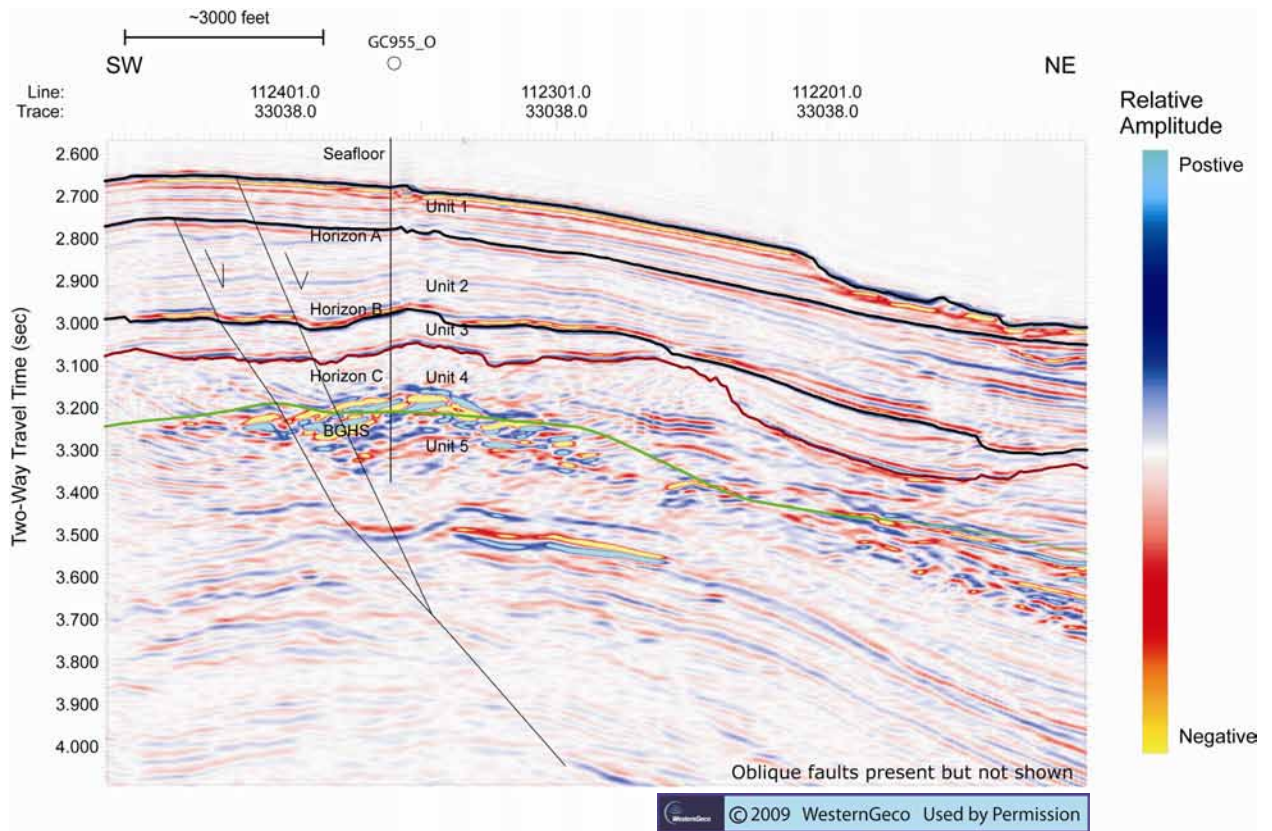 ~3000 feet
GC955_O
SW
NE
Line: 112401.0 112301.0 112201.0
Trace: 33038.0 33038.0 33038.0
Relative
Amplitude
Postive
Negative
Two-Way Travel Time (sec)
2.600
2.700
2.800
2.900
3.000
3.100
3.200
3.300
3.400
3.500
3.600
3.700
3.800
3.900
4.000
Seafloor
Unit 1
Horizon A
Unit 2
Horizon B
Unit 3
Horizon C
Unit 4
BGHS
Unit 5
Oblique faults present but not shown
WesternGeco
© 2009 WesternGeco Used by Permission